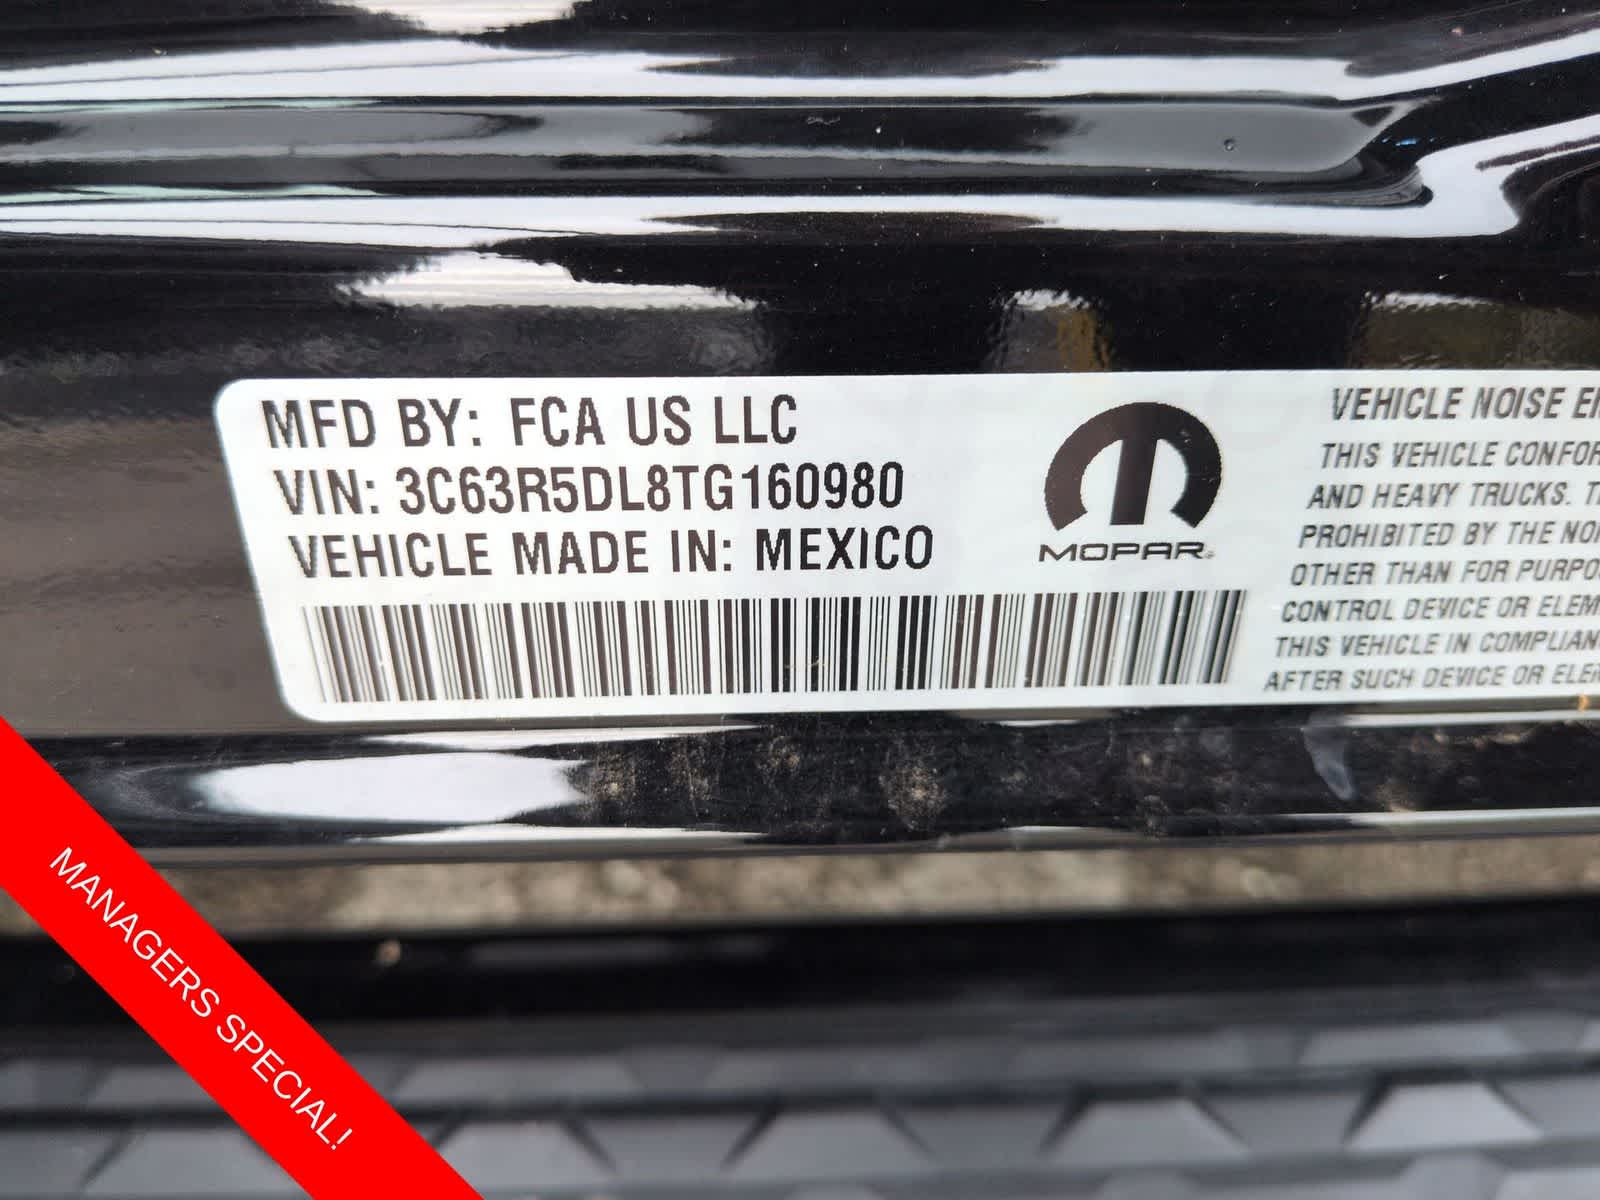 MFD BY: FCA US LLC
VIN: 3C63R5DL8TG160980
VEHICLE MADE IN: MEXICO
MOPAR
VEHICLE NOISE
THIS VEHICLE
AND HEAVY TRUCKS.
PROHIBITED BY THE
OTHER THAN FOR
CONTROL DEVICE OR
THIS VEHICLE IN
AFTER SUCH DEVICE OR
MANAGERS SPECIAL!